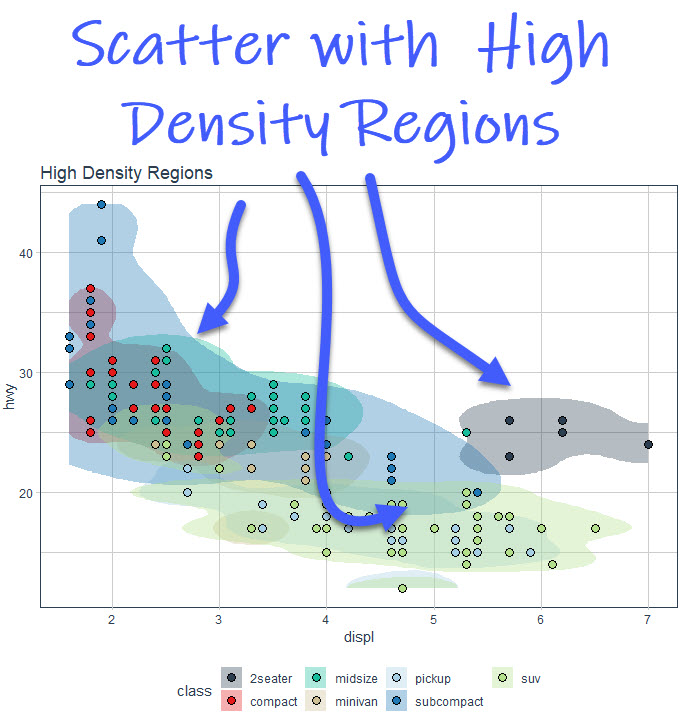 Scatter with High
Density Regions
High Density Regions
40
30
20
hwy
2 3 4 5 6 7
displ
class
2seater midsize pickup suv
compact minivan subcompact